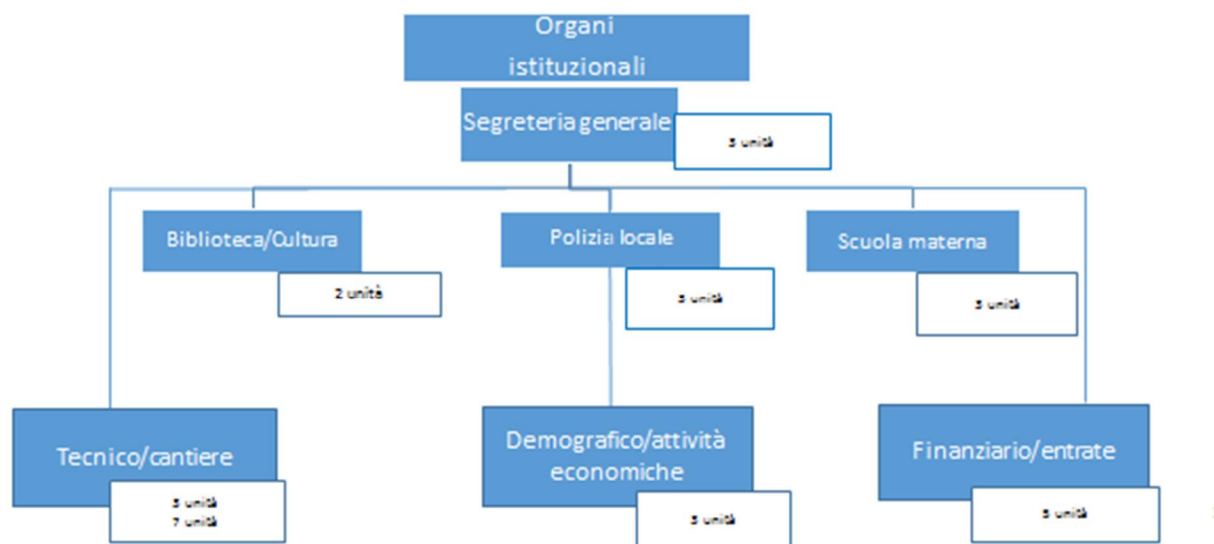 Organi
istituzionali
Segreteria generale
unità
Biblioteca/Cultura
Polizia locale
Scuola materna
2 unità
unità
unità
Tecnico/cantiere
Demografico/attività
economiche
Finanziario/entrate
unità
7 unità
unità
unità